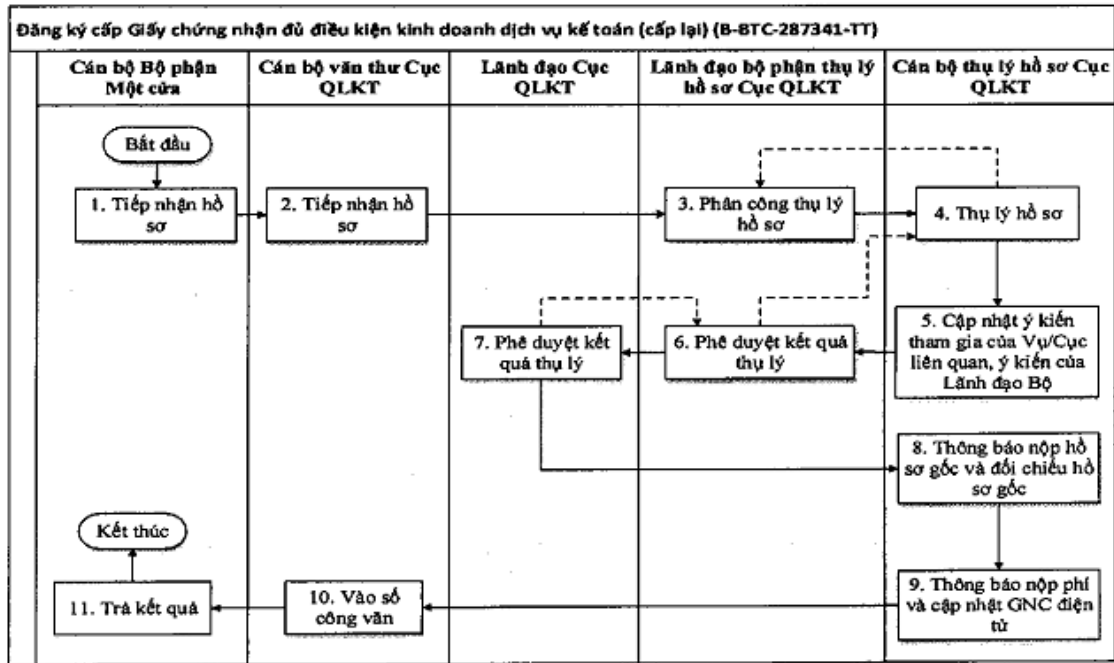 Đăng ký cấp Giấy chứng nhận đủ điều kiện kinh doanh dịch vụ kế toán (cấp lại) (B-BTC-287341-TT)
Cán bộ Bộ phận
Một cửa
Cán bộ văn thư Cục
QLKT
Lãnh đạo Cục
QLKT
Lãnh đạo bộ phận thụ lý
hồ sơ Cục QLKT
Cán bộ thụ lý hồ sơ Cục
QLKT
Bắt đầu
1. Tiếp nhận hồ
sơ
2. Tiếp nhận hồ
sơ
3. Phân công thụ lý
hồ sơ
4. Thụ lý hồ sơ
5. Cập nhật ý kiến
tham gia của Vụ/Cục
liên quan, ý kiến của
Lãnh đạo Bộ
6. Phê duyệt kết quả
thụ lý
7. Phê duyệt kết
quả thụ lý
8. Thông báo nộp hồ
sơ gốc và đối chiếu hồ
sơ gốc
9. Thông báo nộp phí
và cập nhật GNC điện
tử
10. Vào số
công văn
11. Trả kết quả
Kết thúc